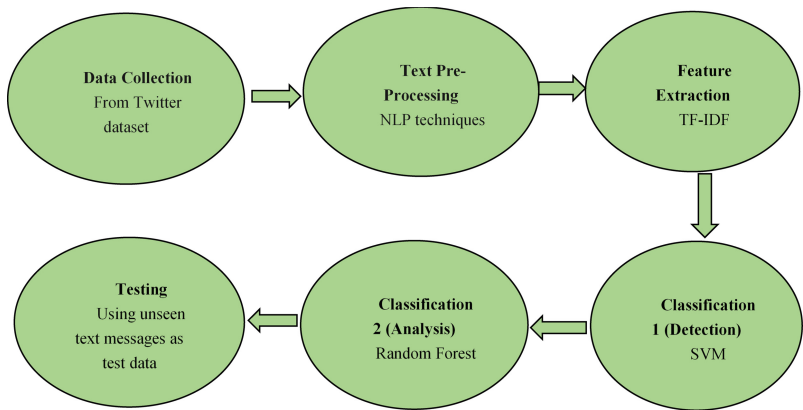 Data Collection
From Twitter
dataset
Text Pre-
Processing
NLP techniques
Feature
Extraction
TF-IDF
Classification
1 (Detection)
SVM
Classification
2 (Analysis)
Random Forest
Testing
Using unseen
text messages as
test data